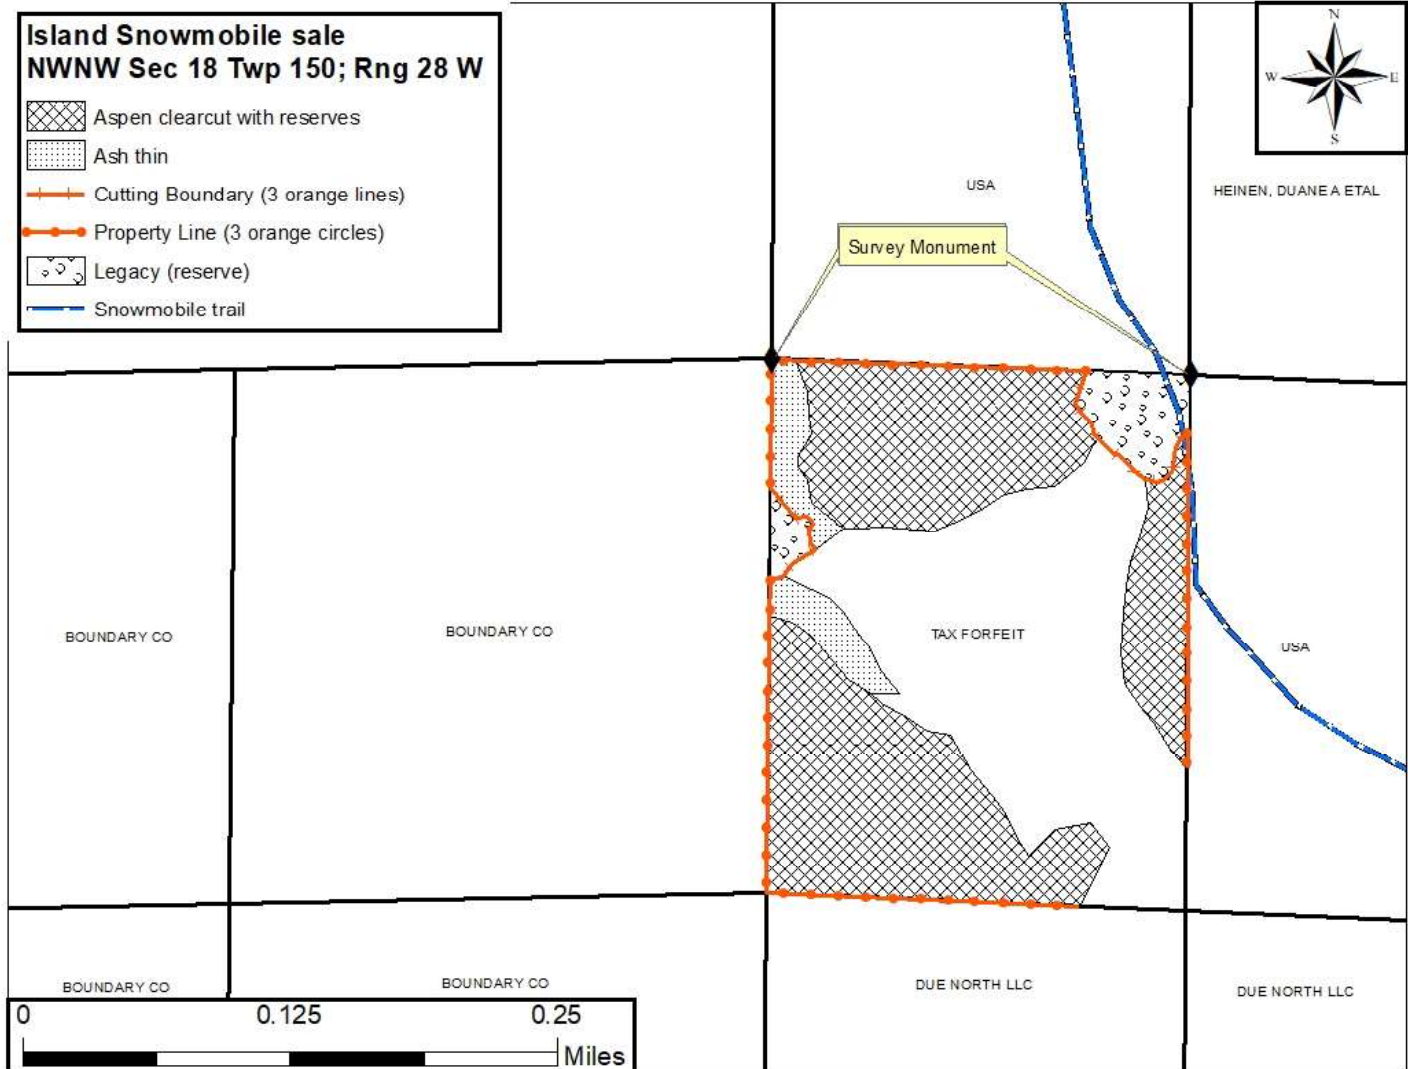 Island Snowmobile sale
NWNW Sec 18 Twp 150; Rng 28 W
Aspen clearcut with reserves
Ash thin
Cutting Boundary (3 orange lines)
Property Line (3 orange circles)
Legacy (reserve)
Snowmobile trail
N
W E
S
USA
HEINEN, DUANE A ETAL
Survey Monument
BOUNDARY CO
BOUNDARY CO
TAX FORFEIT
USA
BOUNDARY CO
BOUNDARY CO
DUE NORTH LLC
DUE NORTH LLC
0 0.125 0.25
Miles